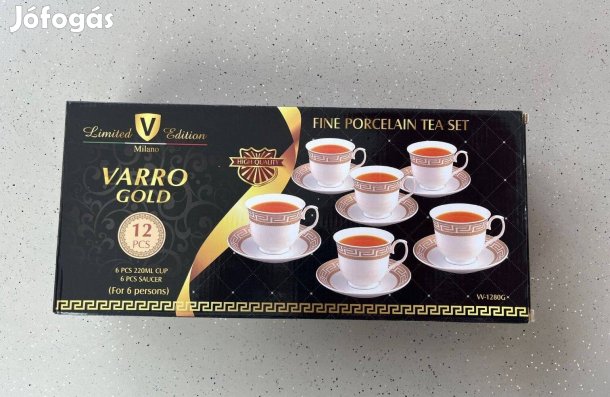 Jófogás
Limited V Edition
Milano
VARRO
GOLD
12
PCS
6 PCS 220ML CUP
6 PCS SAUCER
(For 6 persons)
HIGH QUALITY
FINE PORCELAIN TEA SET
VV-1280G